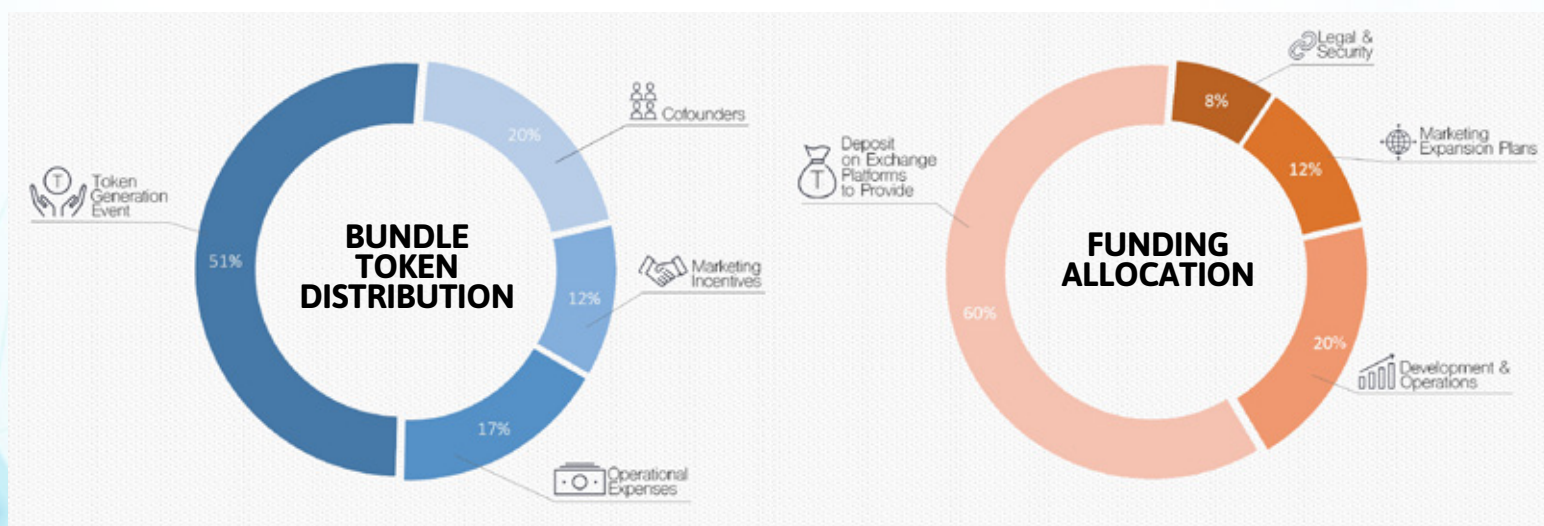 Token
Generation
Event
51%
BUNDLE
TOKEN
DISTRIBUTION
20%
Cofounders
12%
Marketing
Incentives
17%
Operational
Expenses
Deposit
on Exchange
Platforms
to Provide
60%
FUNDING
ALLOCATION
8%
Legal &
Security
12%
Marketing
Expansion Plans
20%
Development &
Operations
T
T